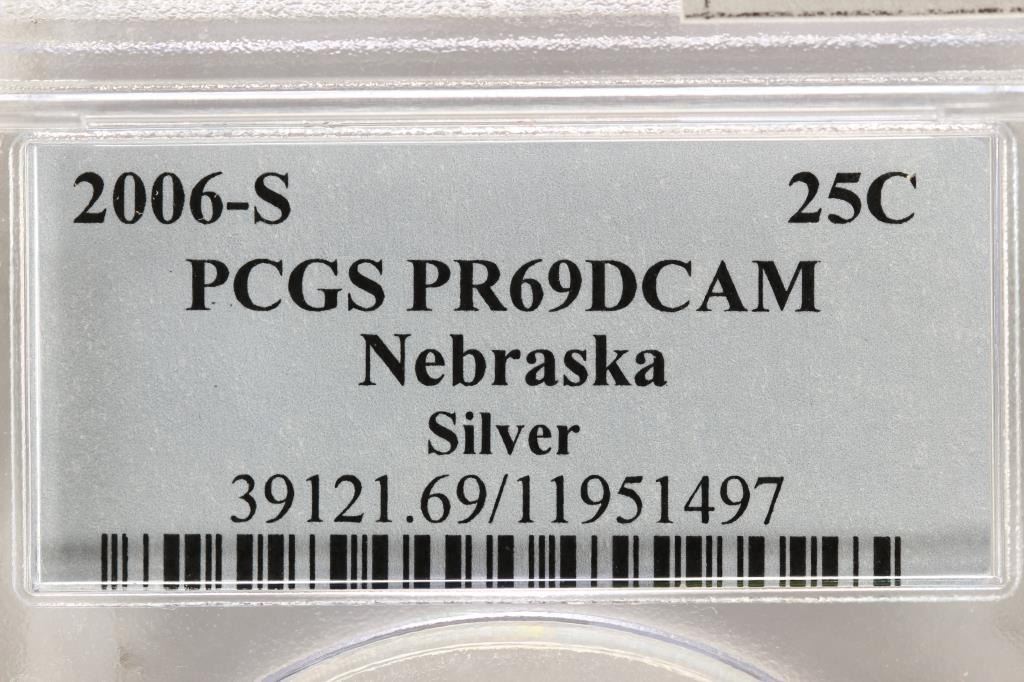 2006-S 25C
PCGS PR69DCAM
Nebraska
Silver
39121.69/11951497